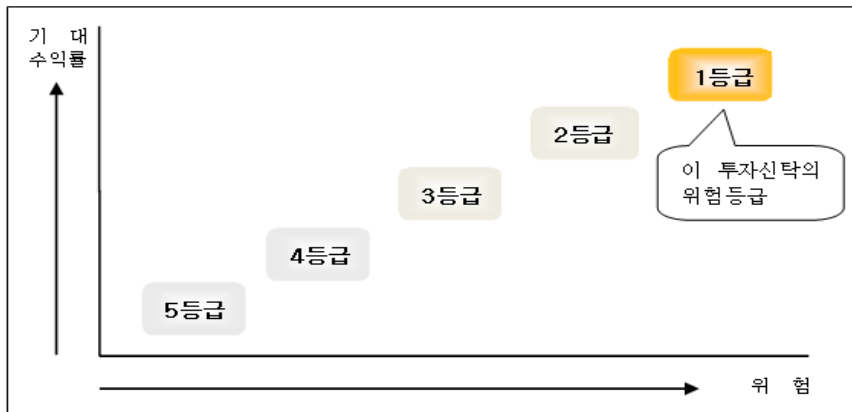 기 대
수익률
1등급
2등급
이 투자신탁의
위험등급
3등급
4등급
5등급
위 험